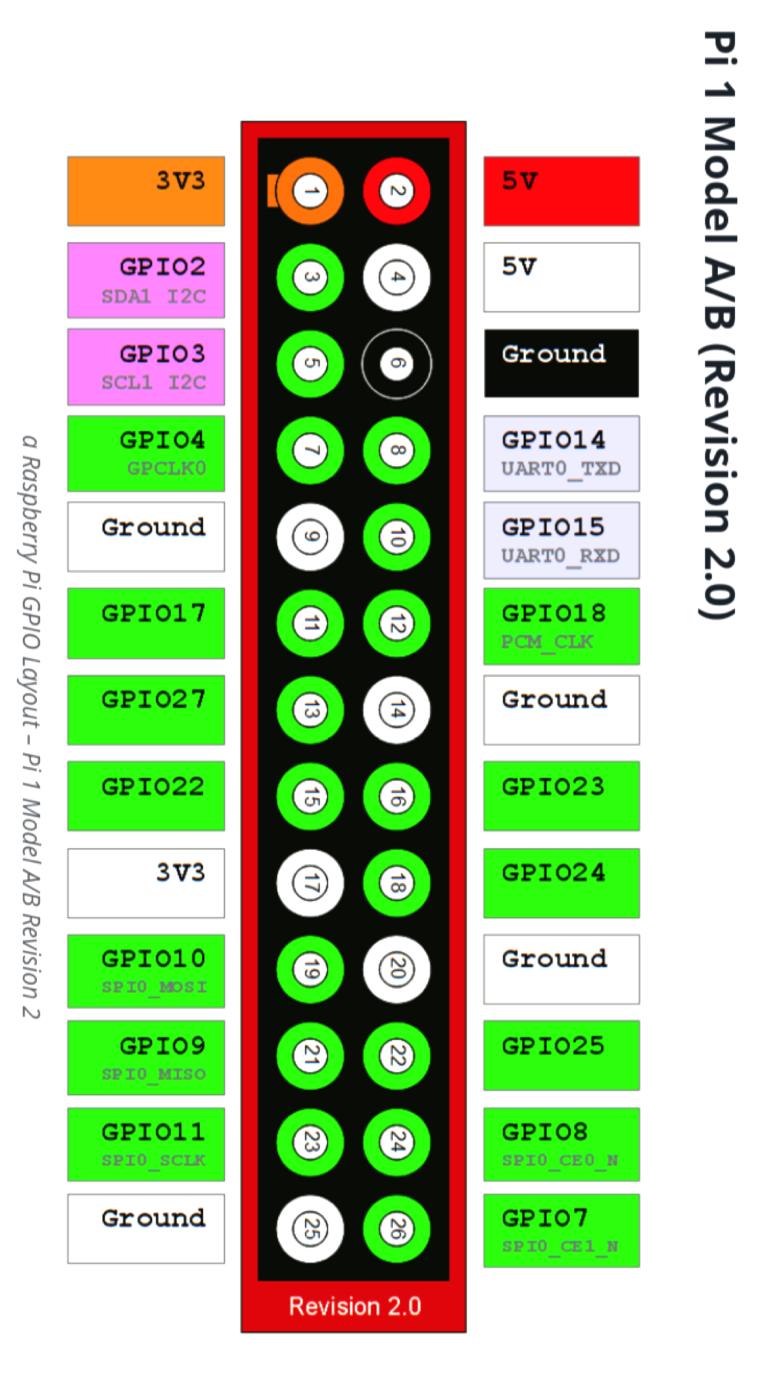 Pi 1 Model A/B (Revision 2.0)
3V3 1 2 5V
GPIO2 3 4 5V
SDA1 I2C
GPIO3 5 6 Ground
SCL1 I2C
GPIO4 7 8 GPIO14
GPCLK0 UART0_TXD
Ground 9 10 GPIO15
UART0_RXD
GPIO17 11 12 GPIO18
PCM_CLK
GPIO27 13 14 Ground
GPIO22 15 16 GPIO23
3V3 17 18 GPIO24
GPIO10 19 20 Ground
SPI0_MOSI
GPIO9 21 22 GPIO25
SPI0_MISO
GPIO11 23 24 GPIO8
SPI0_SCLK SPI0_CE0_N
Ground 25 26 GPIO7
SPI0_CE1_N
Revision 2.0
a Raspberry Pi GPIO Layout – Pi 1 Model A/B Revision 2